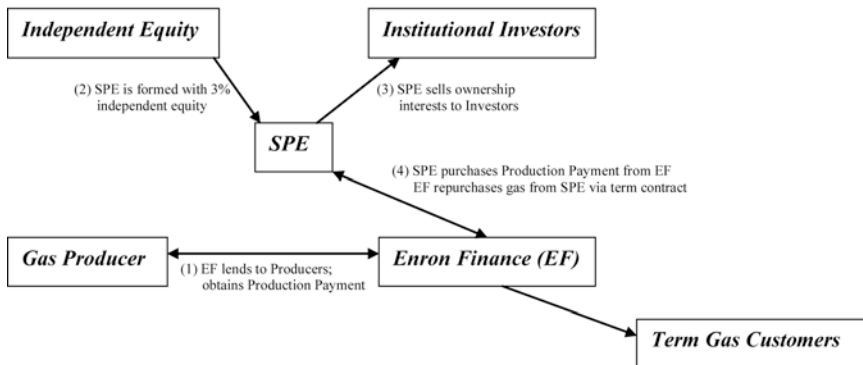 Independent Equity
Institutional Investors
(2) SPE is formed with 3%
independent equity
(3) SPE sells ownership
interests to Investors
SPE
(4) SPE purchases Production Payment from EF
EF repurchases gas from SPE via term contract
Gas Producer
Enron Finance (EF)
(1) EF lends to Producers;
obtains Production Payment
Term Gas Customers